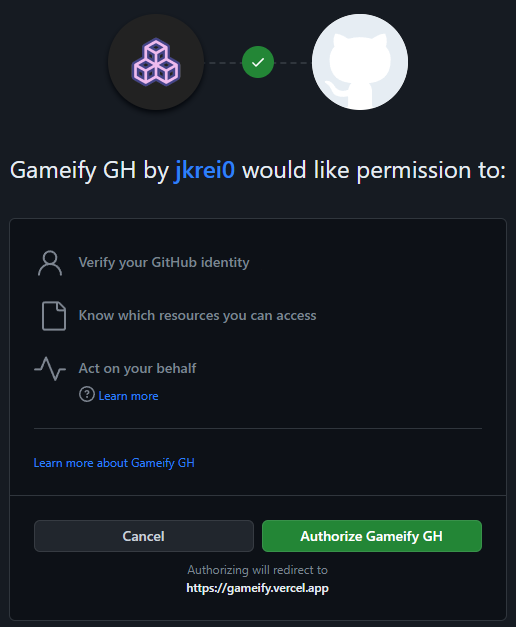 Gameify GH by jkrei0 would like permission to:
Verify your GitHub identity
Know which resources you can access
Act on your behalf
Learn more
Learn more about Gameify GH
Cancel
Authorize Gameify GH
Authorizing will redirect to
https://gameify.vercel.app